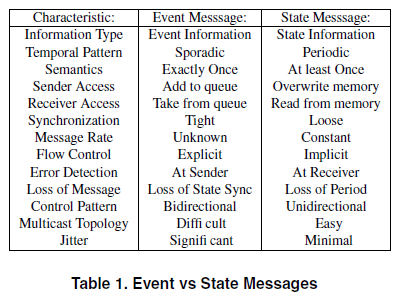 Characteristic: Event Messsage: State Messsage:
Information Type Event Information State Information
Temporal Pattern Sporadic Periodic
Semantics Exactly Once At least Once
Sender Access Add to queue Overwrite memory
Receiver Access Take from queue Read from memory
Synchronization Tight Loose
Message Rate Unknown Constant
Flow Control Explicit Implicit
Error Detection At Sender At Receiver
Loss of Message Loss of State Sync Loss of Period
Control Pattern Bidirectional Unidirectional
Multicast Topology Diffi cult Easy
Jitter Signifi cant Minimal
Table 1. Event vs State Messages